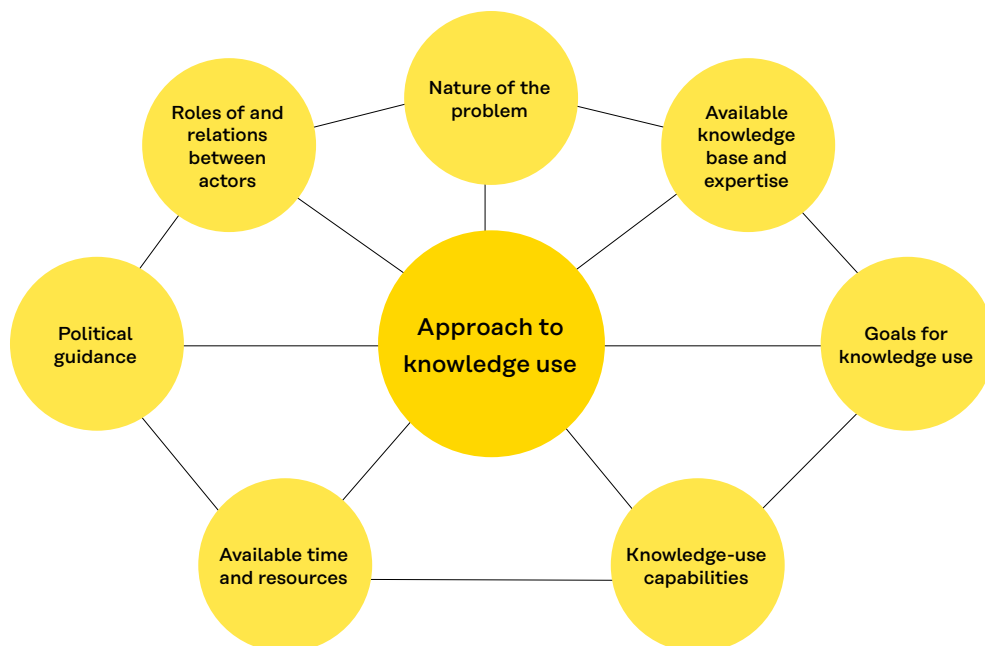 Nature of the
problem
Roles of and
relations
between
actors
Available
knowledge
base and
expertise
Political
guidance
Approach to
knowledge use
Goals for
knowledge use
Available time
and resources
Knowledge-use
capabilities